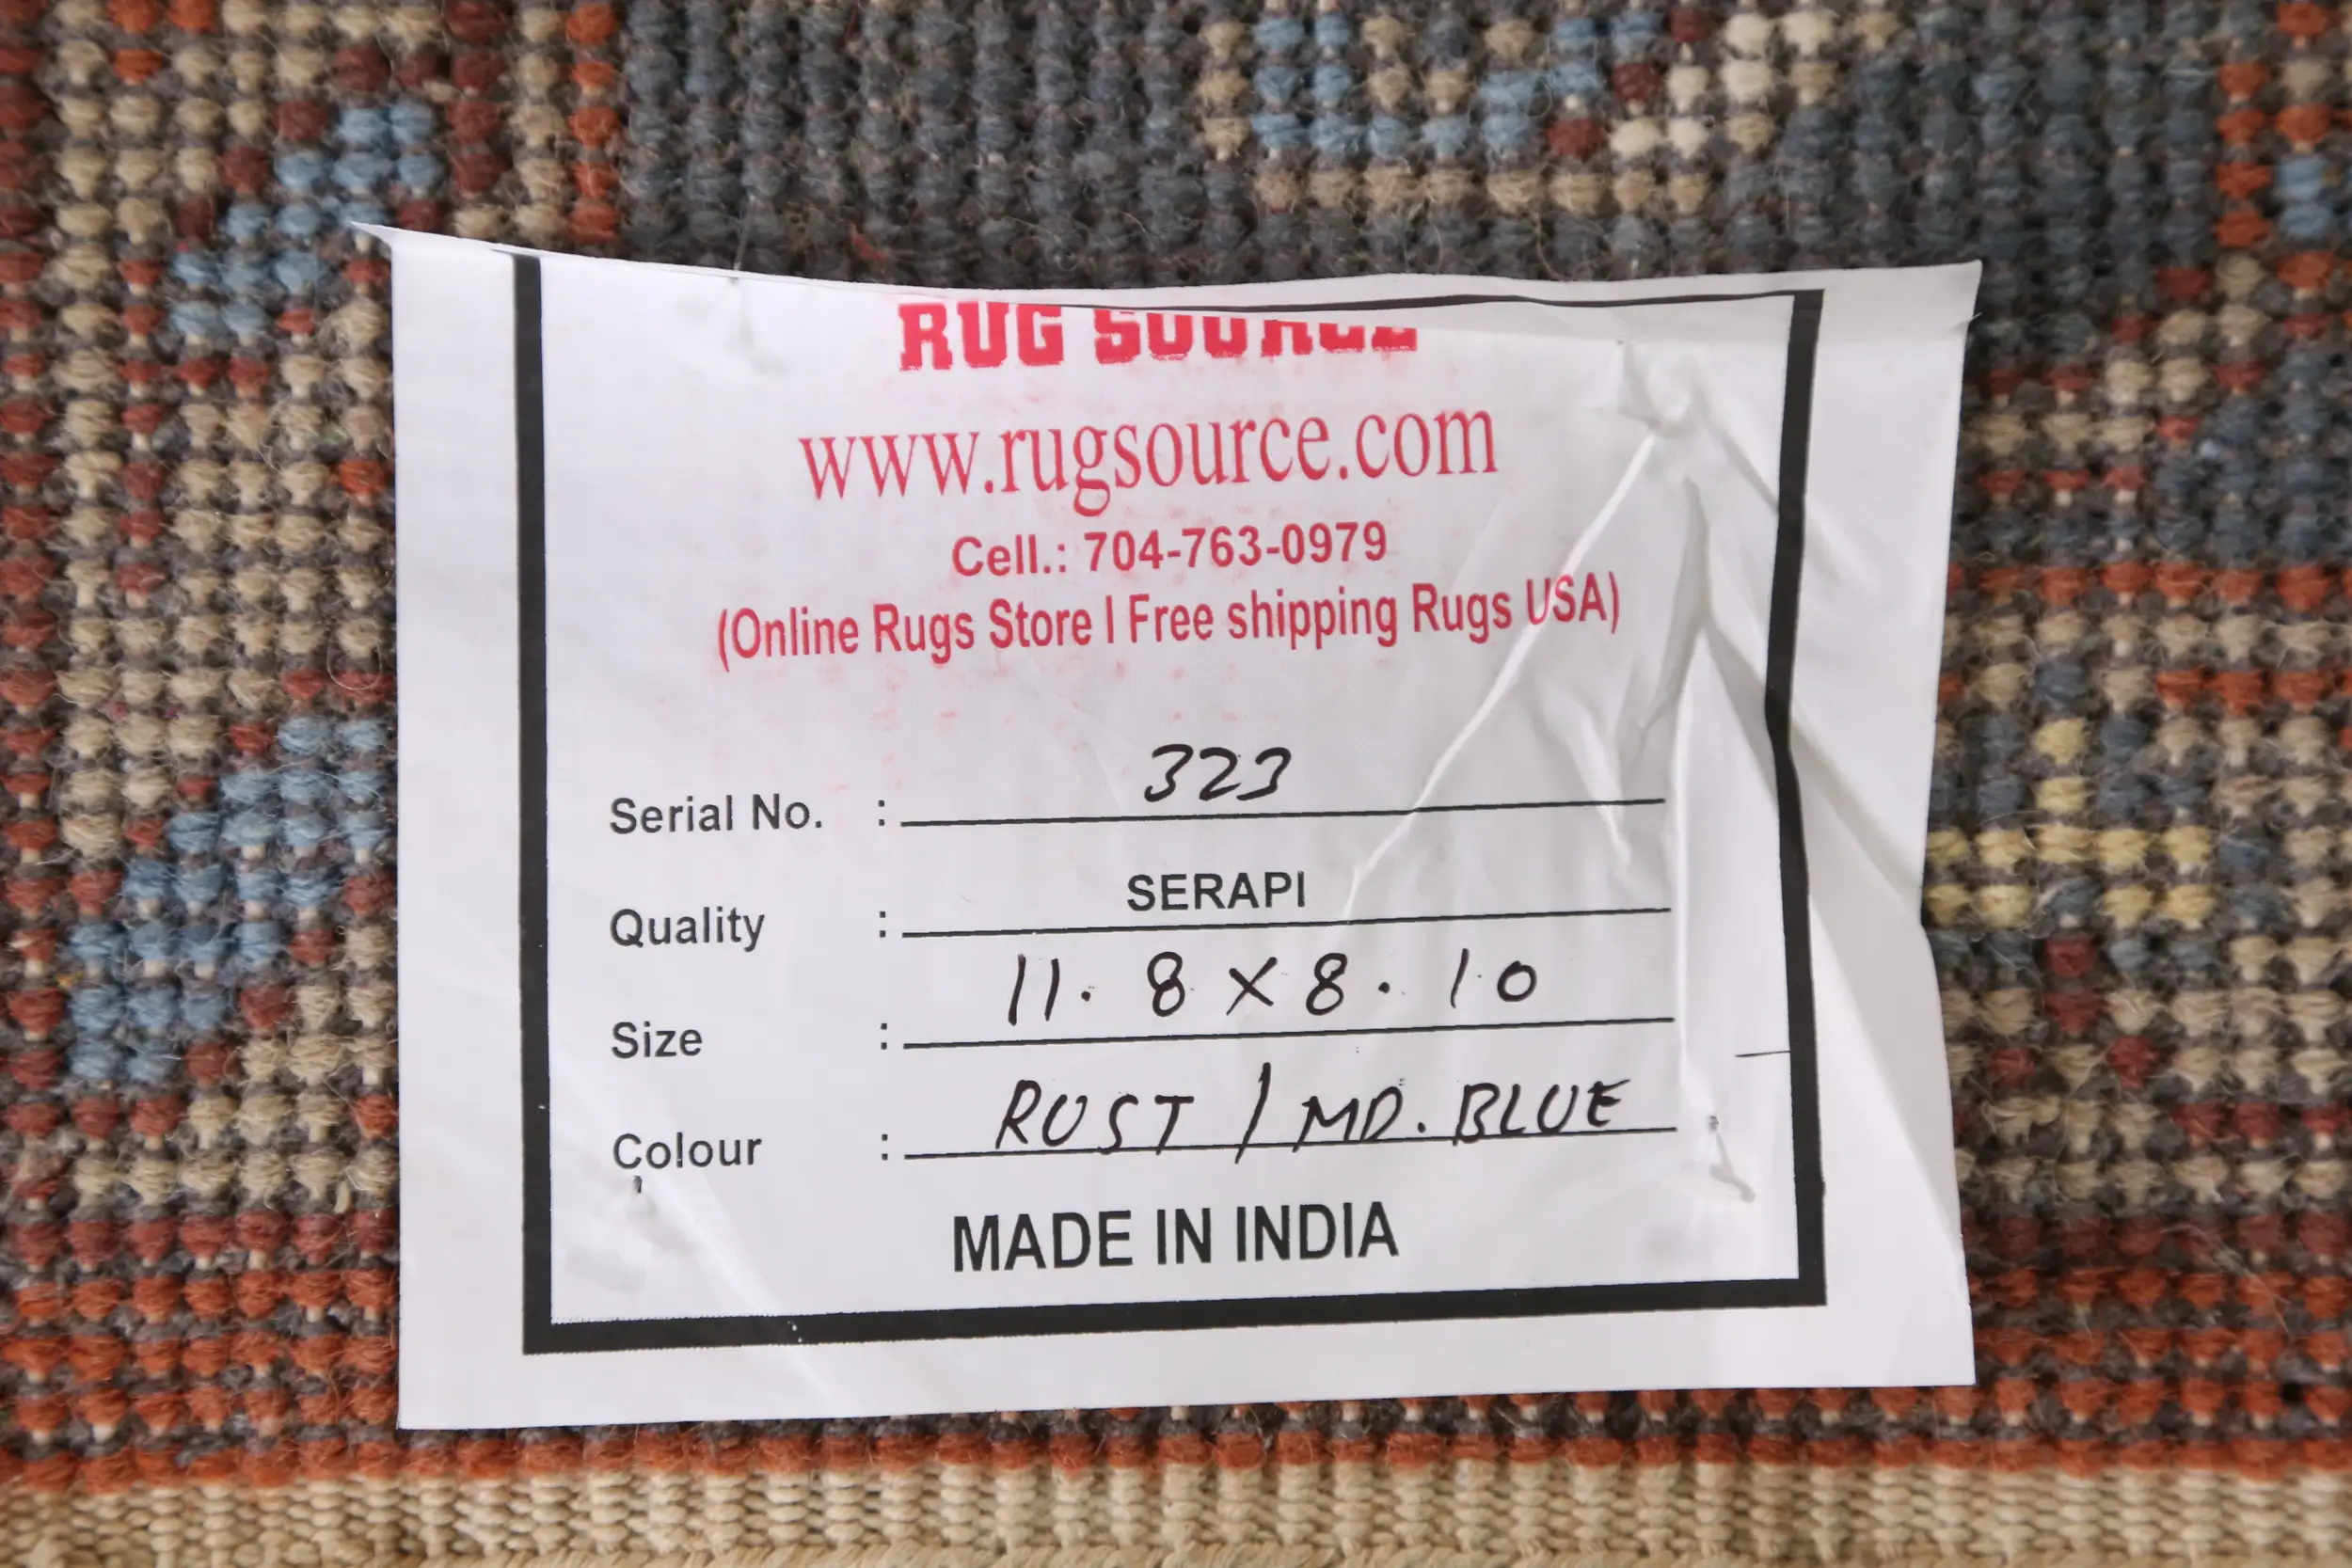 RUG SOURCE
www.rugsource.com
Cell.: 704-763-0979
(Online Rugs Store I Free shipping Rugs USA)
Serial No. : 323
Quality : SERAPI
Size : 11.8 X 8.10
Colour : RUST / MD. BLUE
MADE IN INDIA